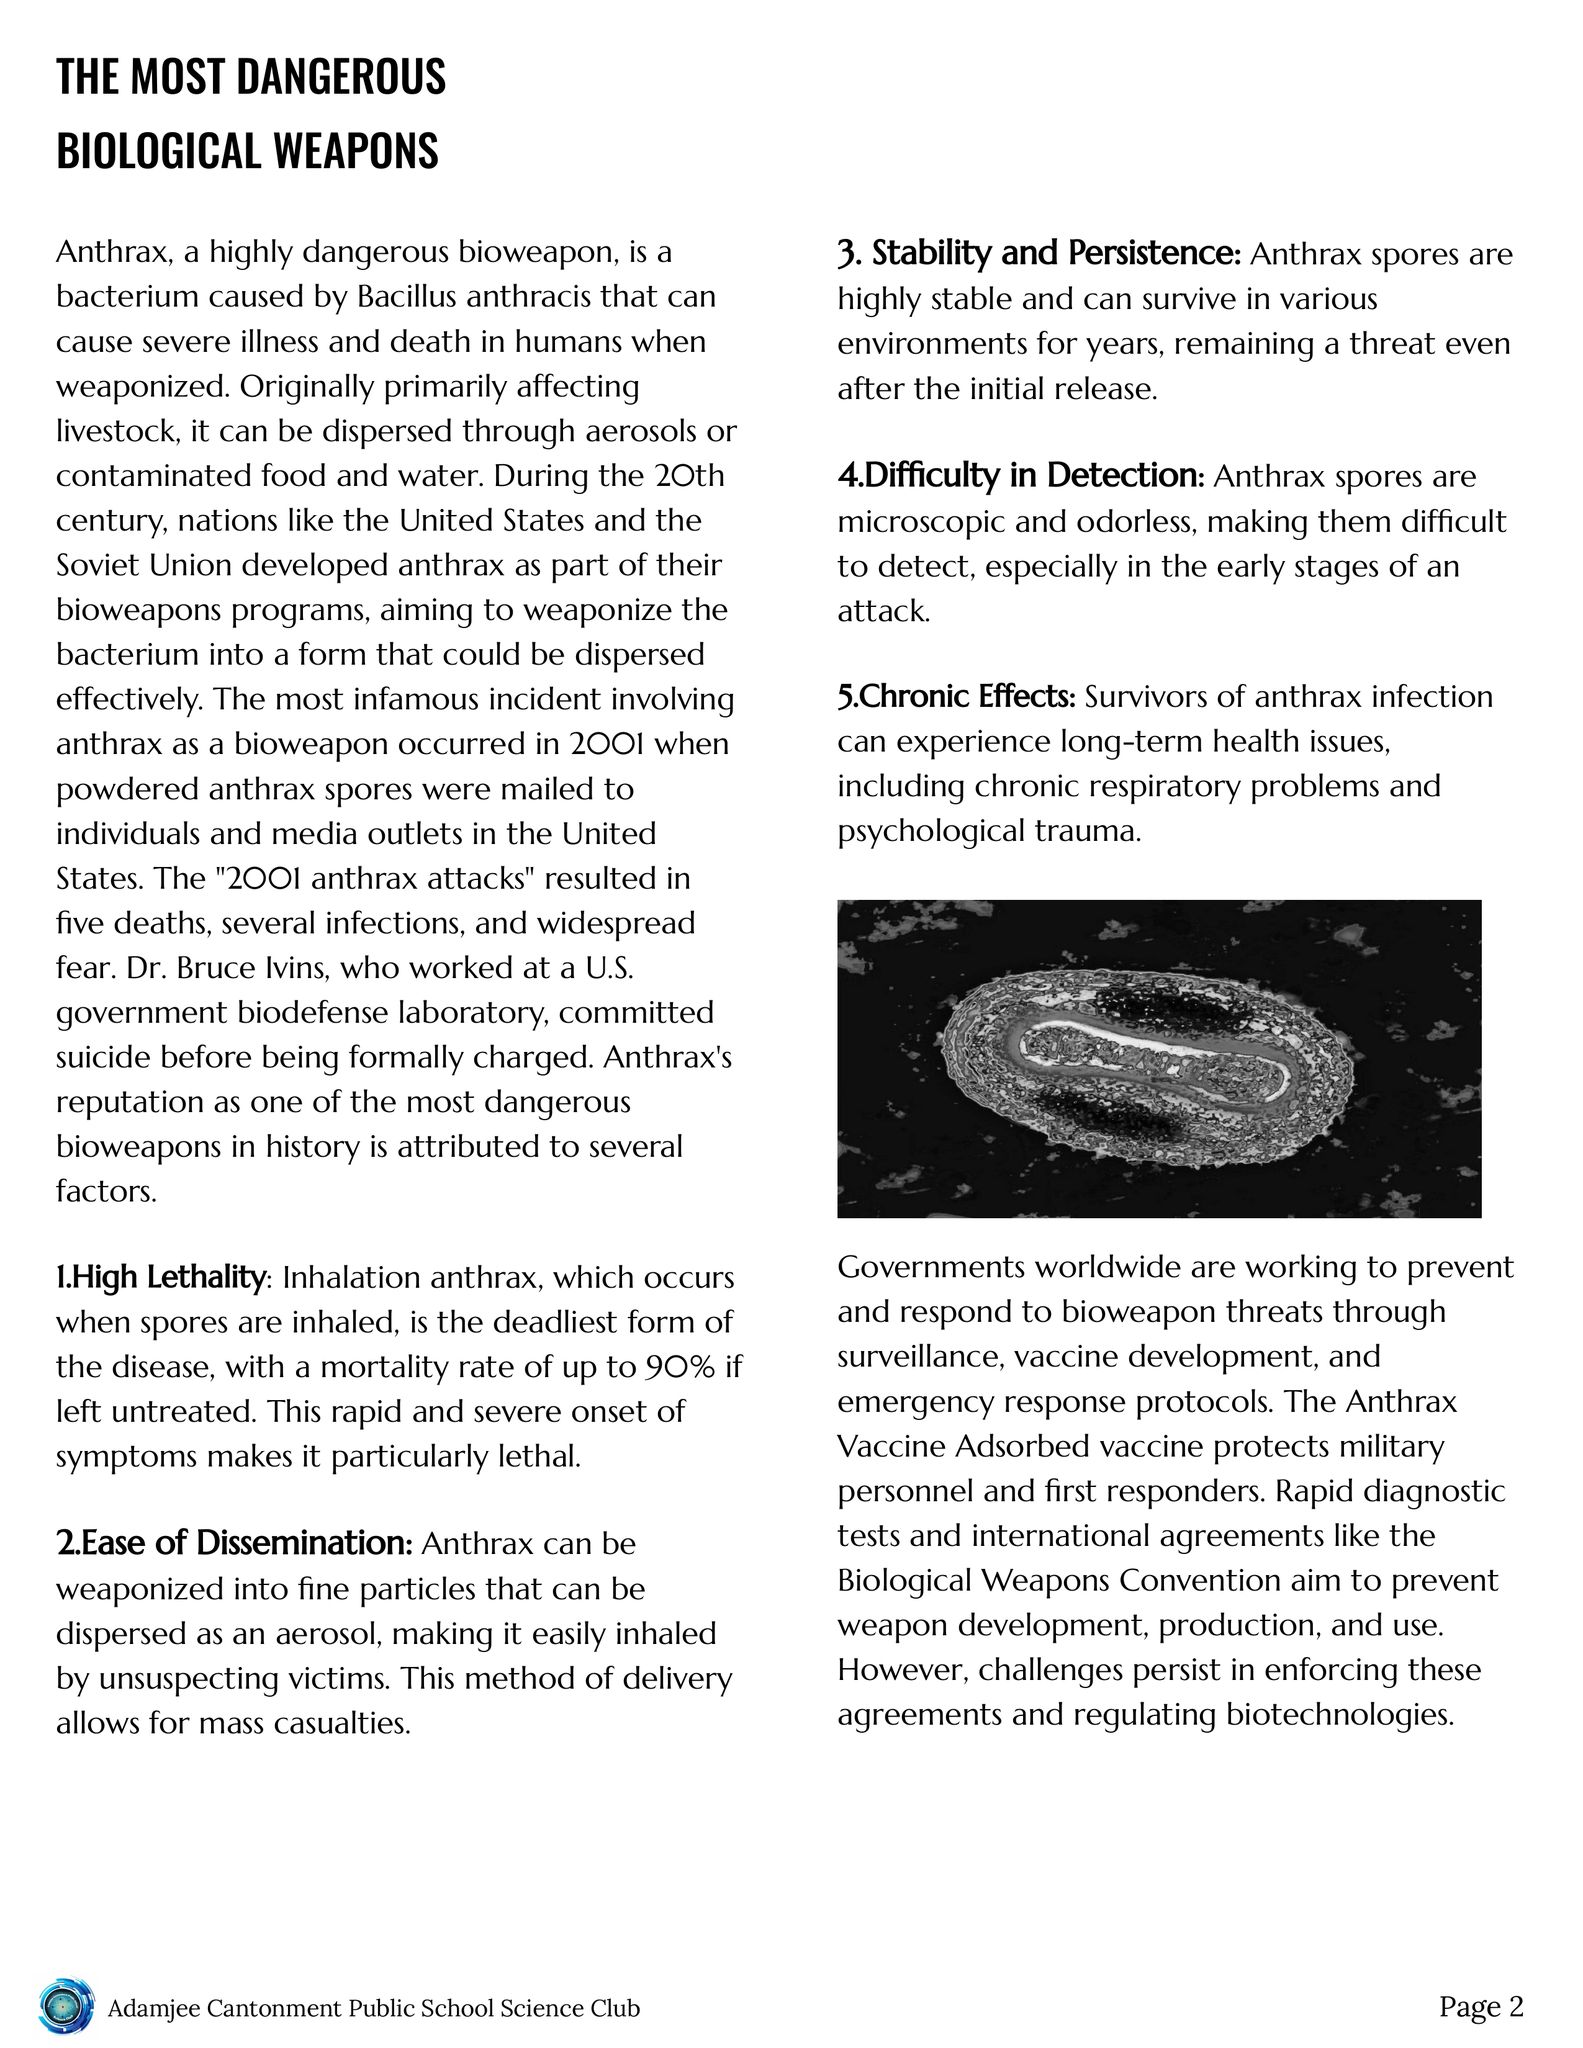 THE MOST DANGEROUS
BIOLOGICAL WEAPONS
Anthrax, a highly dangerous bioweapon, is a
bacterium caused by Bacillus anthracis that can
cause severe illness and death in humans when
weaponized. Originally primarily affecting
livestock, it can be dispersed through aerosols or
contaminated food and water. During the 20th
century, nations like the United States and the
Soviet Union developed anthrax as part of their
bioweapons programs, aiming to weaponize the
bacterium into a form that could be dispersed
effectively. The most infamous incident involving
anthrax as a bioweapon occurred in 2001 when
powdered anthrax spores were mailed to
individuals and media outlets in the United
States. The "2001 anthrax attacks" resulted in
five deaths, several infections, and widespread
fear. Dr. Bruce Ivins, who worked at a U.S.
government biodefense laboratory, committed
suicide before being formally charged. Anthrax's
reputation as one of the most dangerous
bioweapons in history is attributed to several
factors.
1.High Lethality: Inhalation anthrax, which occurs
when spores are inhaled, is the deadliest form of
the disease, with a mortality rate of up to 90% if
left untreated. This rapid and severe onset of
symptoms makes it particularly lethal.
2.Ease of Dissemination: Anthrax can be
weaponized into fine particles that can be
dispersed as an aerosol, making it easily inhaled
by unsuspecting victims. This method of delivery
allows for mass casualties.
3. Stability and Persistence: Anthrax spores are
highly stable and can survive in various
environments for years, remaining a threat even
after the initial release.
4.Difficulty in Detection: Anthrax spores are
microscopic and odorless, making them difficult
to detect, especially in the early stages of an
attack.
5.Chronic Effects: Survivors of anthrax infection
can experience long-term health issues,
including chronic respiratory problems and
psychological trauma.
Governments worldwide are working to prevent
and respond to bioweapon threats through
surveillance, vaccine development, and
emergency response protocols. The Anthrax
Vaccine Adsorbed vaccine protects military
personnel and first responders. Rapid diagnostic
tests and international agreements like the
Biological Weapons Convention aim to prevent
weapon development, production, and use.
However, challenges persist in enforcing these
agreements and regulating biotechnologies.
Adamjee Cantonment Public School Science Club
Page 2